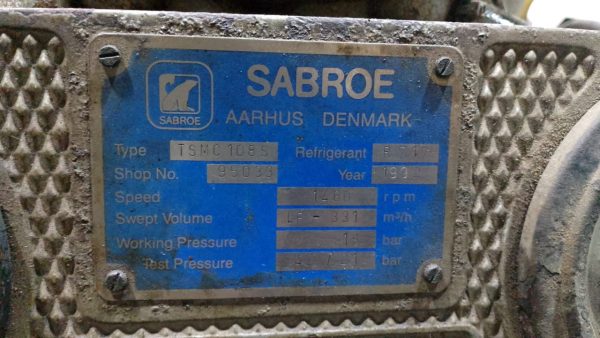 SABROE
SABROE
AARHUS DENMARK
Type TSMC 108S Refrigerant
Shop No. 95033 Year
Speed rpm
Swept Volume m³/h
Working Pressure bar
Test Pressure bar